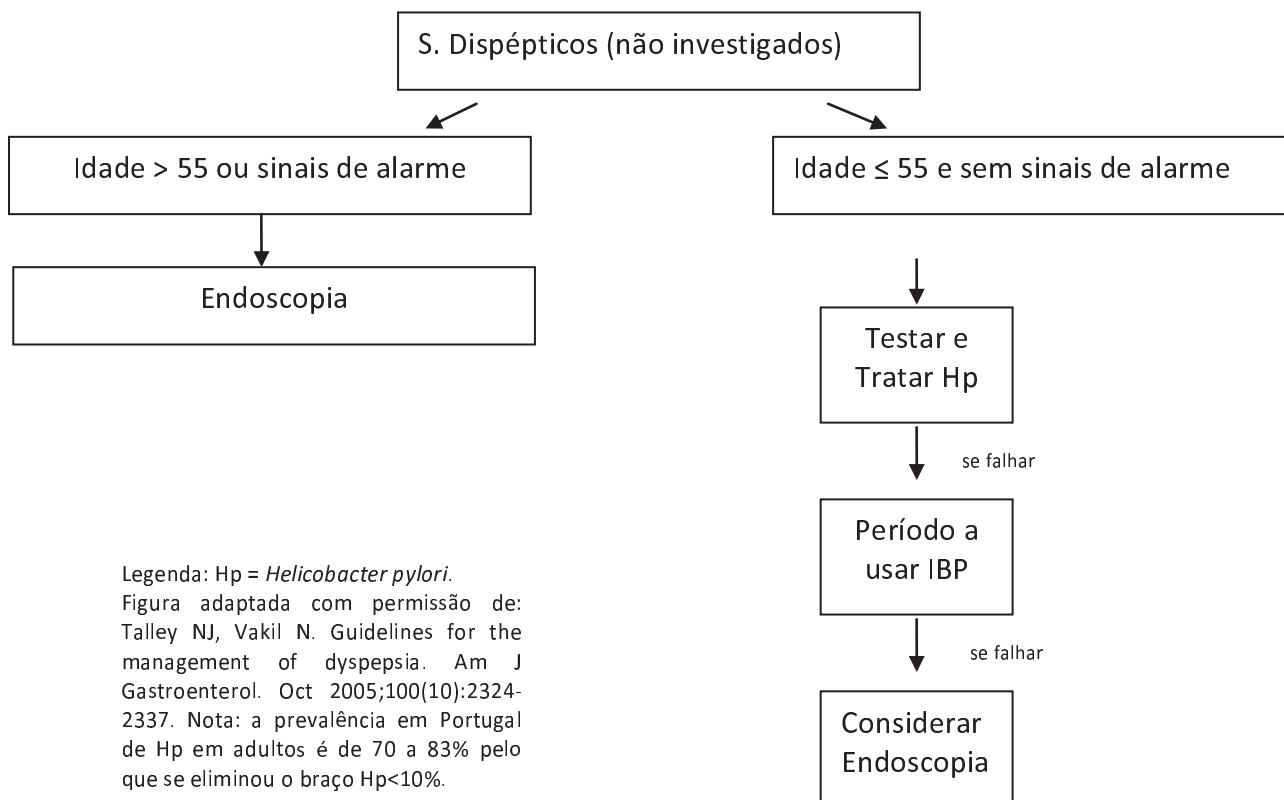 S. Dispépticos (não investigados)
Idade > 55 ou sinais de alarme
Idade ≤ 55 e sem sinais de alarme
Endoscopia
Testar e
Tratar Hp
se falhar
Período a
usar IBP
se falhar
Considerar
Endoscopia
Legenda: Hp = Helicobacter pylori.
Figura adaptada com permissão de:
Talley NJ, Vakil N. Guidelines for the
management of dyspepsia. Am J
Gastroenterol. Oct 2005;100(10):2324-
2337. Nota: a prevalência em Portugal
de Hp em adultos é de 70 a 83% pelo
que se eliminou o braço Hp<10%.